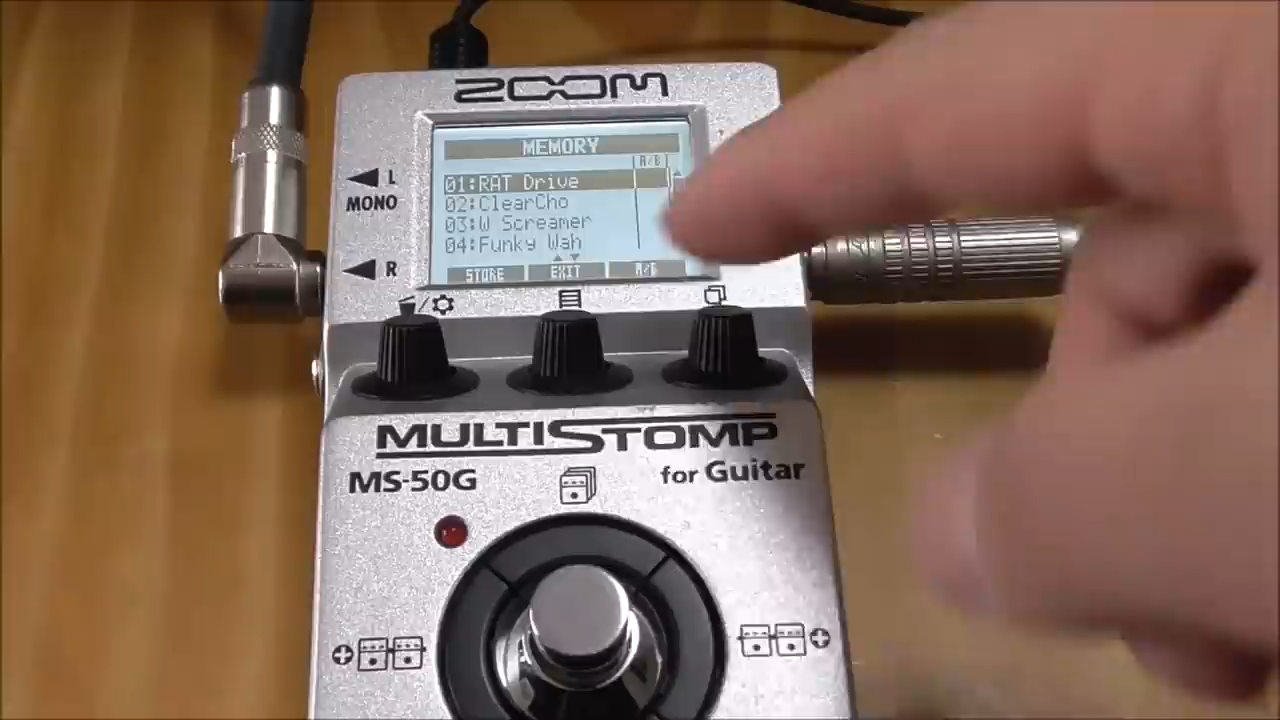 ZOOM
MEMORY
A/B
01:RAT Drive
02:ClearCho
03:W Screamer
04:Funky Wah
STORE EXIT A/B
L
MONO
R
MULTISTOMP
MS-50G
for Guitar